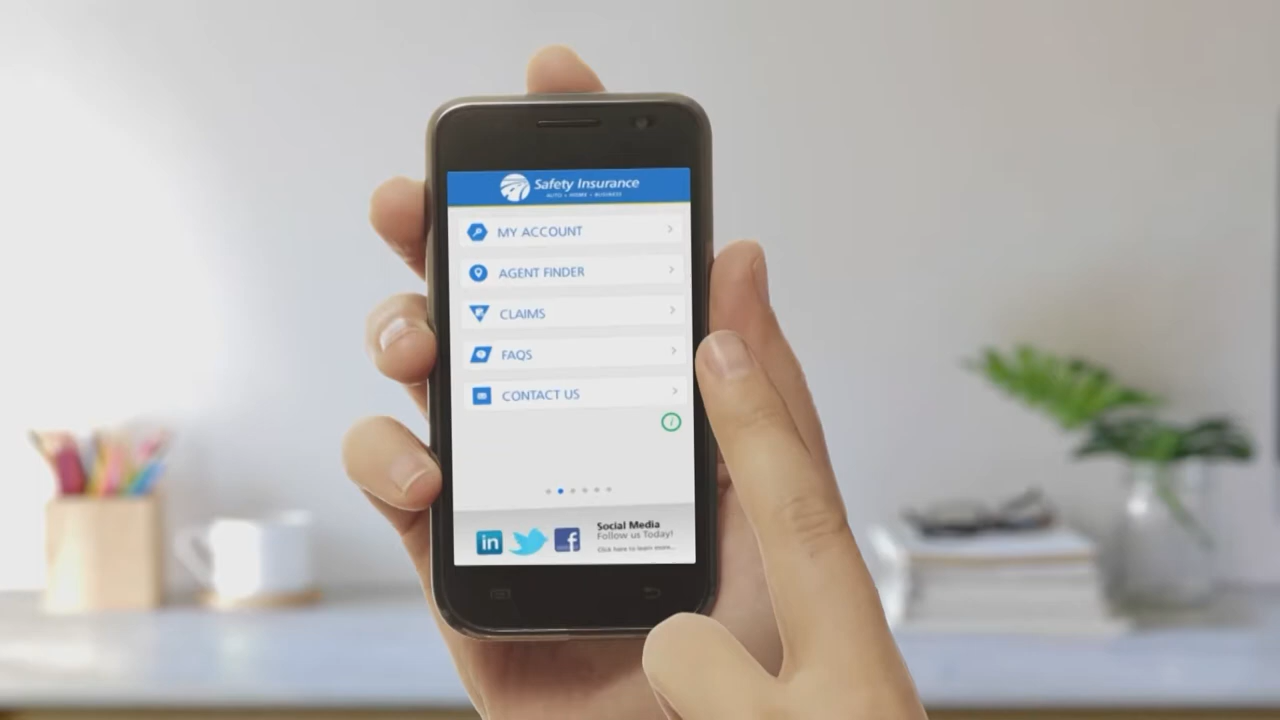 Safety Insurance
AUTO • HOME • BUSINESS
MY ACCOUNT
AGENT FINDER
CLAIMS
FAQS
CONTACT US
i
in
f
Social Media
Follow us Today!
Click here to learn more...